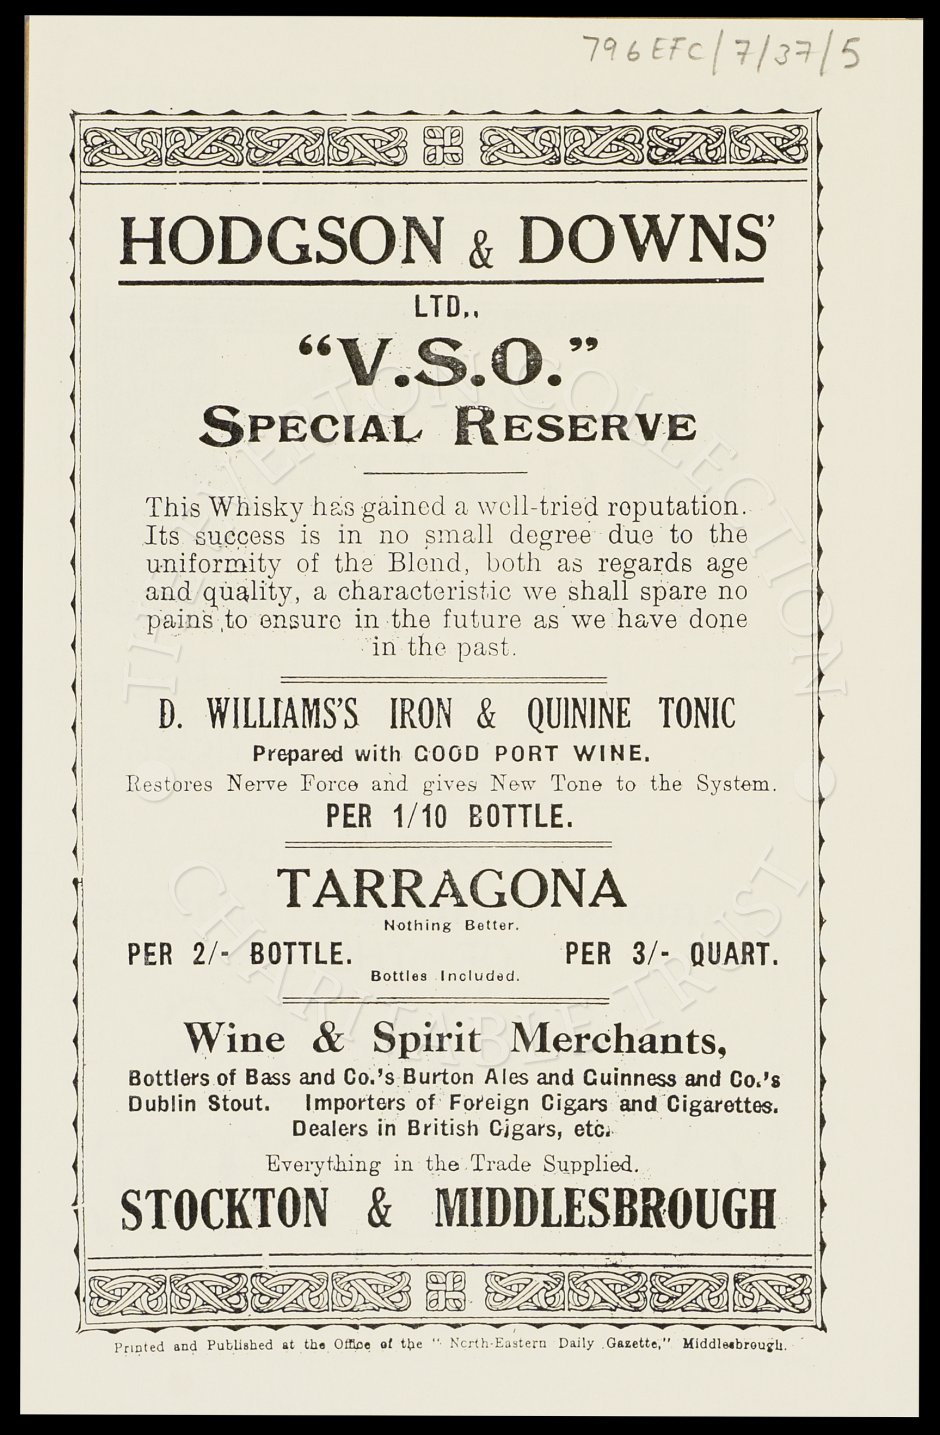 796EFC/7/37/5
HODGSON & DOWNS'
LTD.,
"V.S.O."
SPECIAL RESERVE
This Whisky has gained a well-tried reputation.
Its success is in no small degree due to the
uniformity of the Blend, both as regards age
and quality, a characteristic we shall spare no
pains to ensure in the future as we have done
in the past.
D. WILLIAMS'S IRON & QUININE TONIC
Prepared with GOOD PORT WINE.
Restores Nerve Force and gives New Tone to the System.
PER 1/10 BOTTLE.
TARRAGONA
Nothing Better.
PER 2/- BOTTLE. PER 3/- QUART.
Bottles Included.
Wine & Spirit Merchants,
Bottlers of Bass and Co.'s Burton Ales and Guinness and Co.'s
Dublin Stout. Importers of Foreign Cigars and Cigarettes.
Dealers in British Cigars, etc.
Everything in the Trade Supplied.
STOCKTON & MIDDLESBROUGH
Printed and Published at the Office of the "North-Eastern Daily Gazette," Middlesbrough.
THE EVERTON COLLECTION
CHARITABLE TRUST